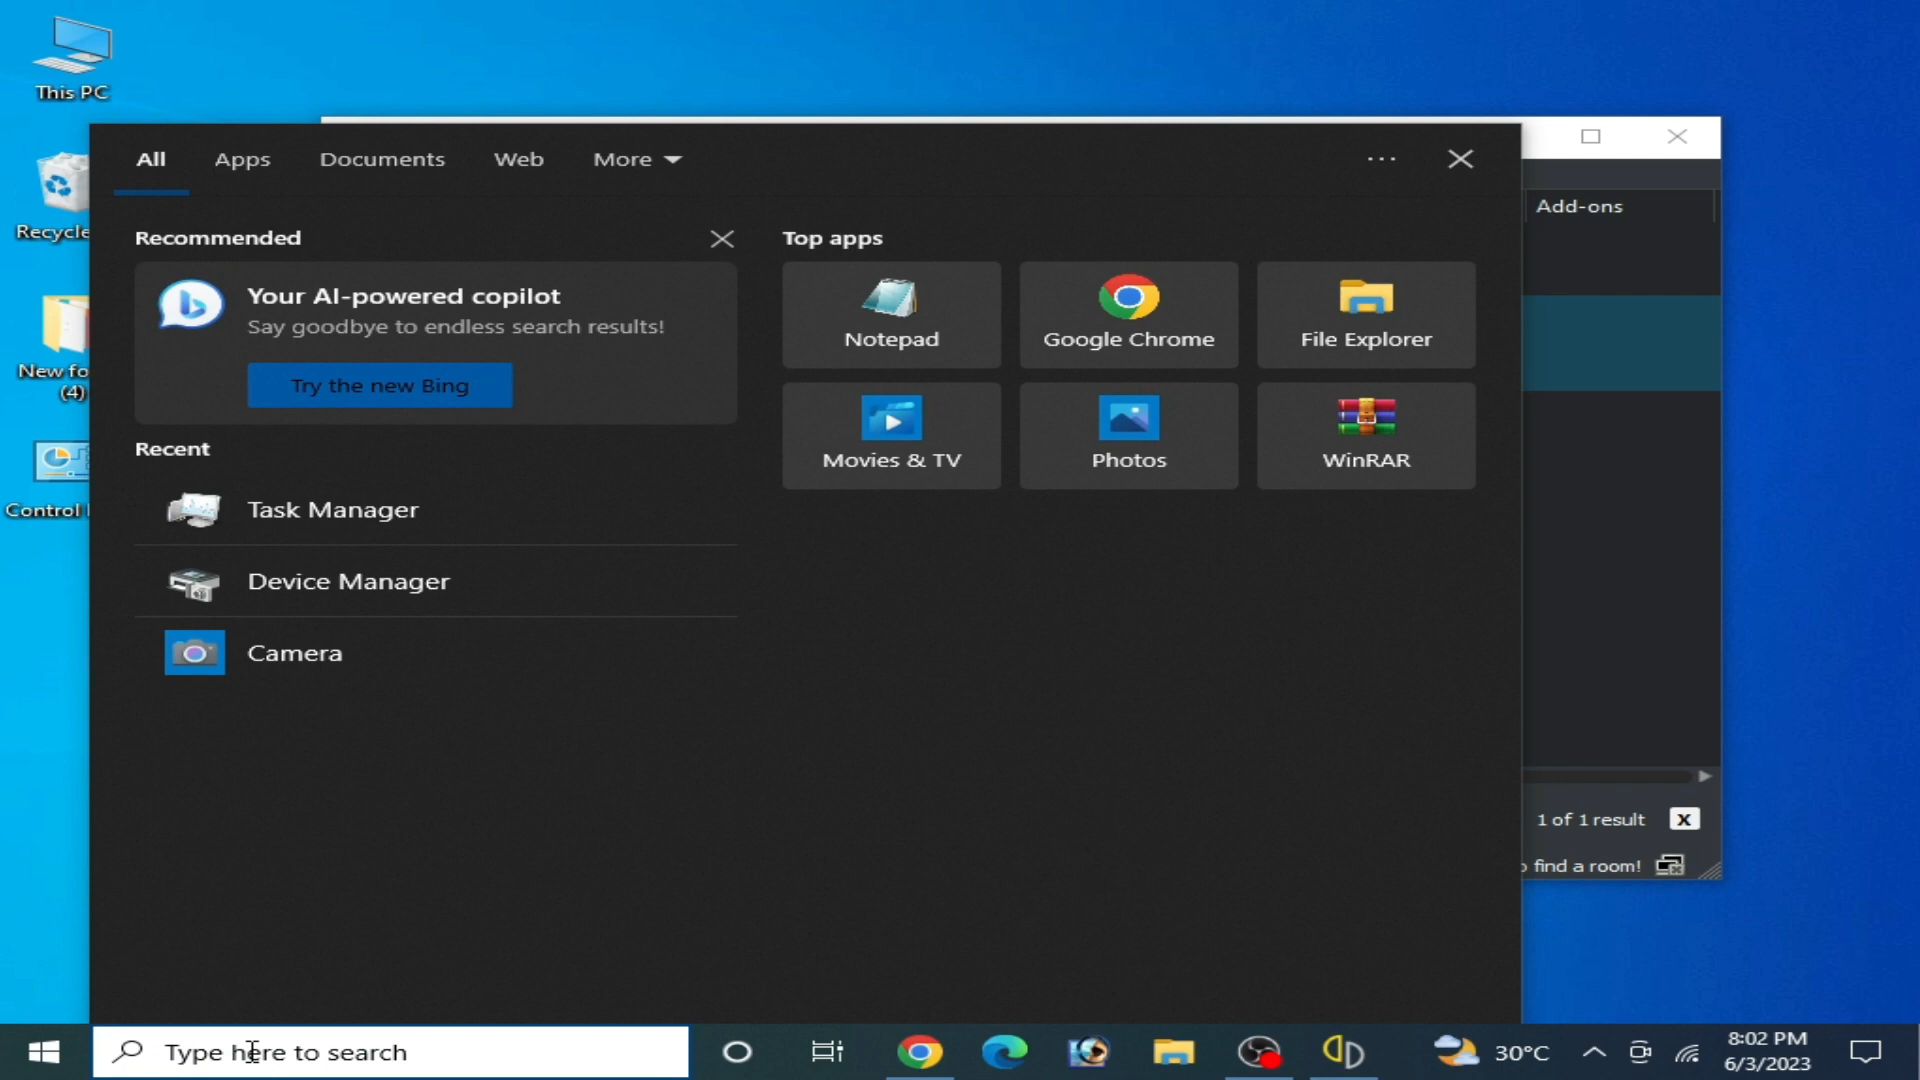 This PC
Recycle
New fo
(4)
Control
All
Apps
Documents
Web
More
Recommended
Your AI-powered copilot
Say goodbye to endless search results!
Try the new Bing
Recent
Task Manager
Device Manager
Camera
Top apps
Notepad
Google Chrome
File Explorer
Movies & TV
Photos
WinRAR
Add-ons
1 of 1 result X
find a room!
Type here to search
30°C
8:02 PM
6/3/2023